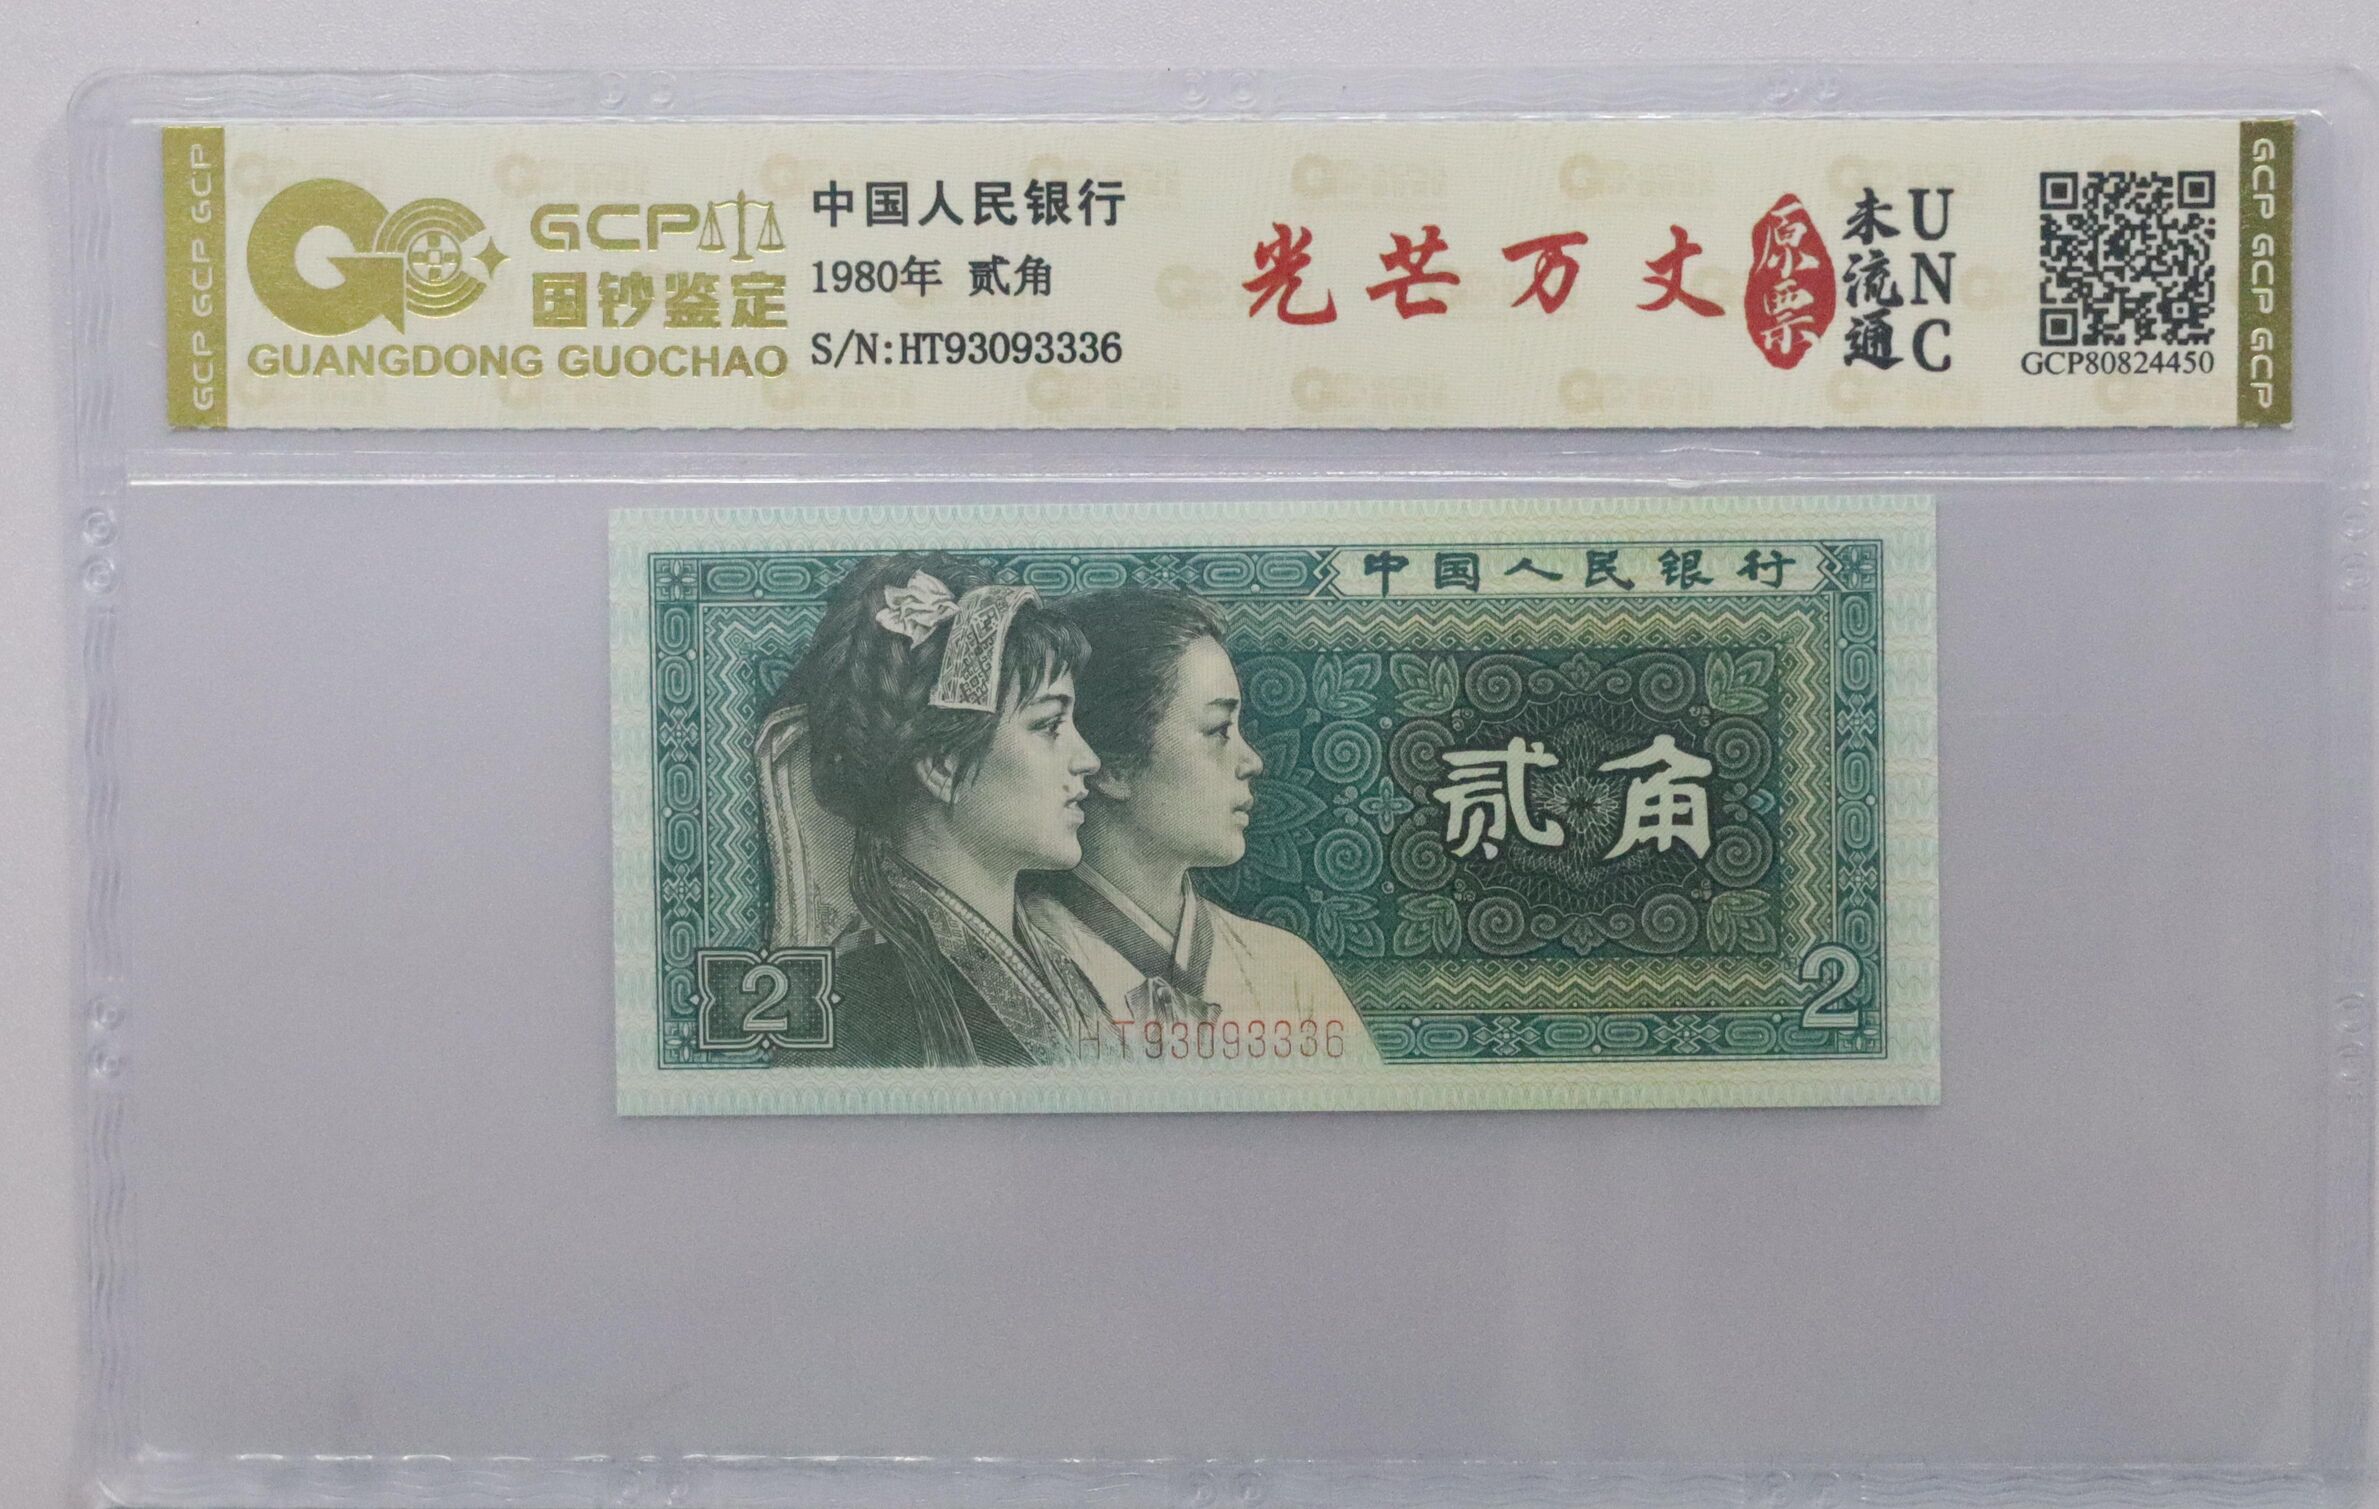 GCP GCP GCP
GCP
国钞鉴定
GUANGDONG GUOCHAO
中国人民银行
1980年 贰角
S/N:HT93093336
光芒万丈
原票
未流通
UNC
GCP80824450
GCP GCP GCP
中国人民银行
贰角
2
2
HT93093336